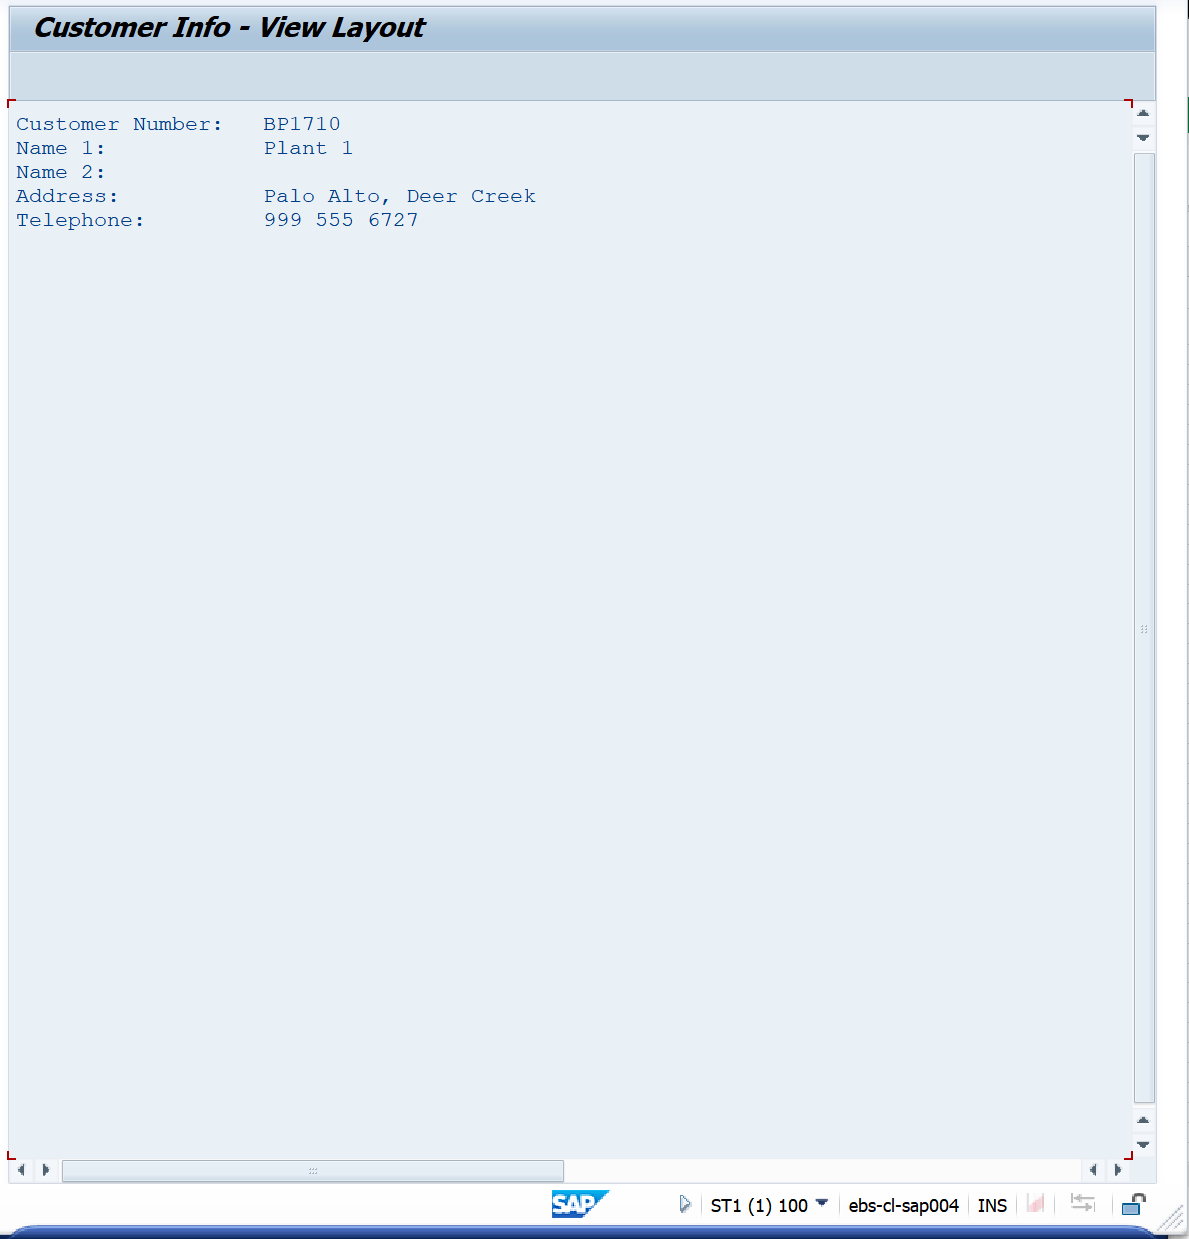 Customer Info - View Layout
Customer Number: BP1710
Name 1: Plant 1
Name 2:
Address: Palo Alto, Deer Creek
Telephone: 999 555 6727
SAP ST1 (1) 100 ebs-cl-sap004 INS